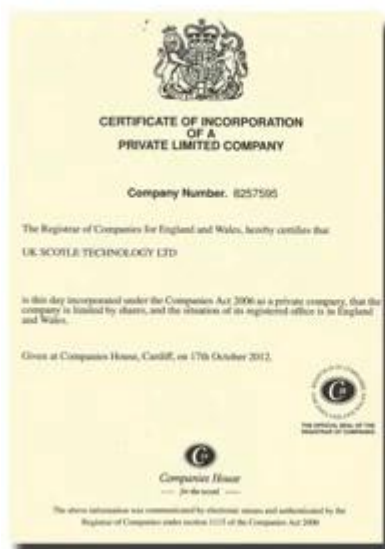 CERTIFICATE OF INCORPORATION
OF A
PRIVATE LIMITED COMPANY
Company Number. 8257595
The Registrar of Companies for England and Wales, hereby certifies that
UK SCOYLE TECHNOLOGY LTD
is this day incorporated under the Companies Act 2006 as a private company, that the
company is limited by shares, and the situation of its registered office is in England
and Wales.
Given at Companies House, Cardiff, on 17th October 2012.
THE OFFICIAL SEAL OF THE
REGISTRAR OF COMPANIES
Companies House
for the record
The above information was communicated by electronic means and authenticated by the
Registrar of Companies under section 1115 of the Companies Act 2006